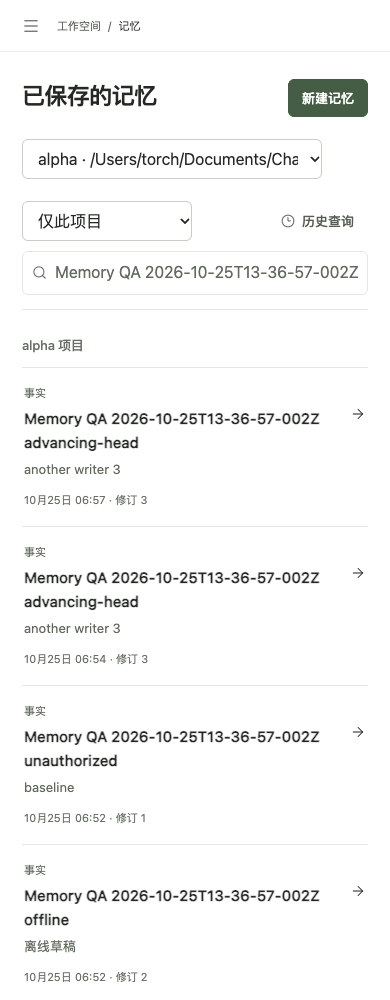 工作空间 / 记忆
已保存的记忆
新建记忆
alpha · /Users/torch/Documents/Cha
仅此项目
历史查询
Memory QA 2026-10-25T13-36-57-002Z
alpha 项目
事实
Memory QA 2026-10-25T13-36-57-002Z
advancing-head
another writer 3
10月25日 06:57 · 修订 3
事实
Memory QA 2026-10-25T13-36-57-002Z
advancing-head
another writer 3
10月25日 06:54 · 修订 3
事实
Memory QA 2026-10-25T13-36-57-002Z
unauthorized
baseline
10月25日 06:52 · 修订 1
事实
Memory QA 2026-10-25T13-36-57-002Z
offline
离线草稿
10月25日 06:52 · 修订 2